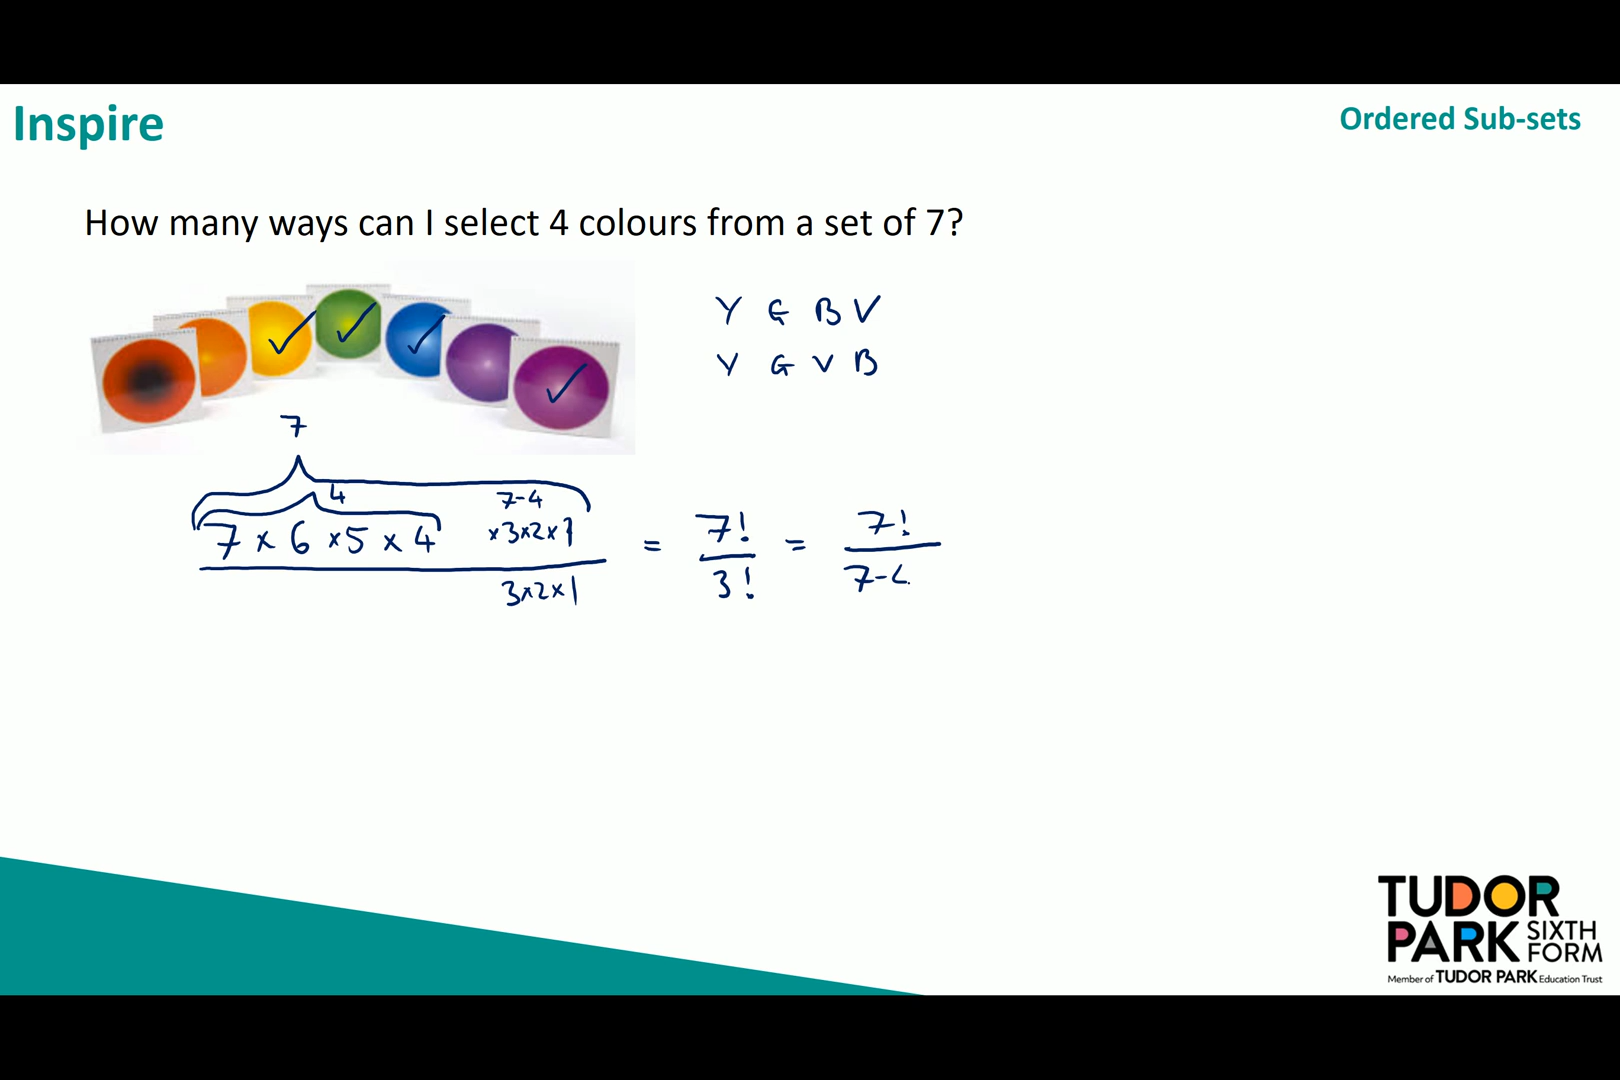 Inspire
Ordered Sub-sets
How many ways can I select 4 colours from a set of 7?
Y G B V
Y G V B
7
4
7-4
7 × 6 × 5 × 4 ×3×2×1
3×2×1
= 7! / 3! = 7! / 7-4
TUDOR
PARK SIXTH FORM
Member of TUDOR PARK Education Trust